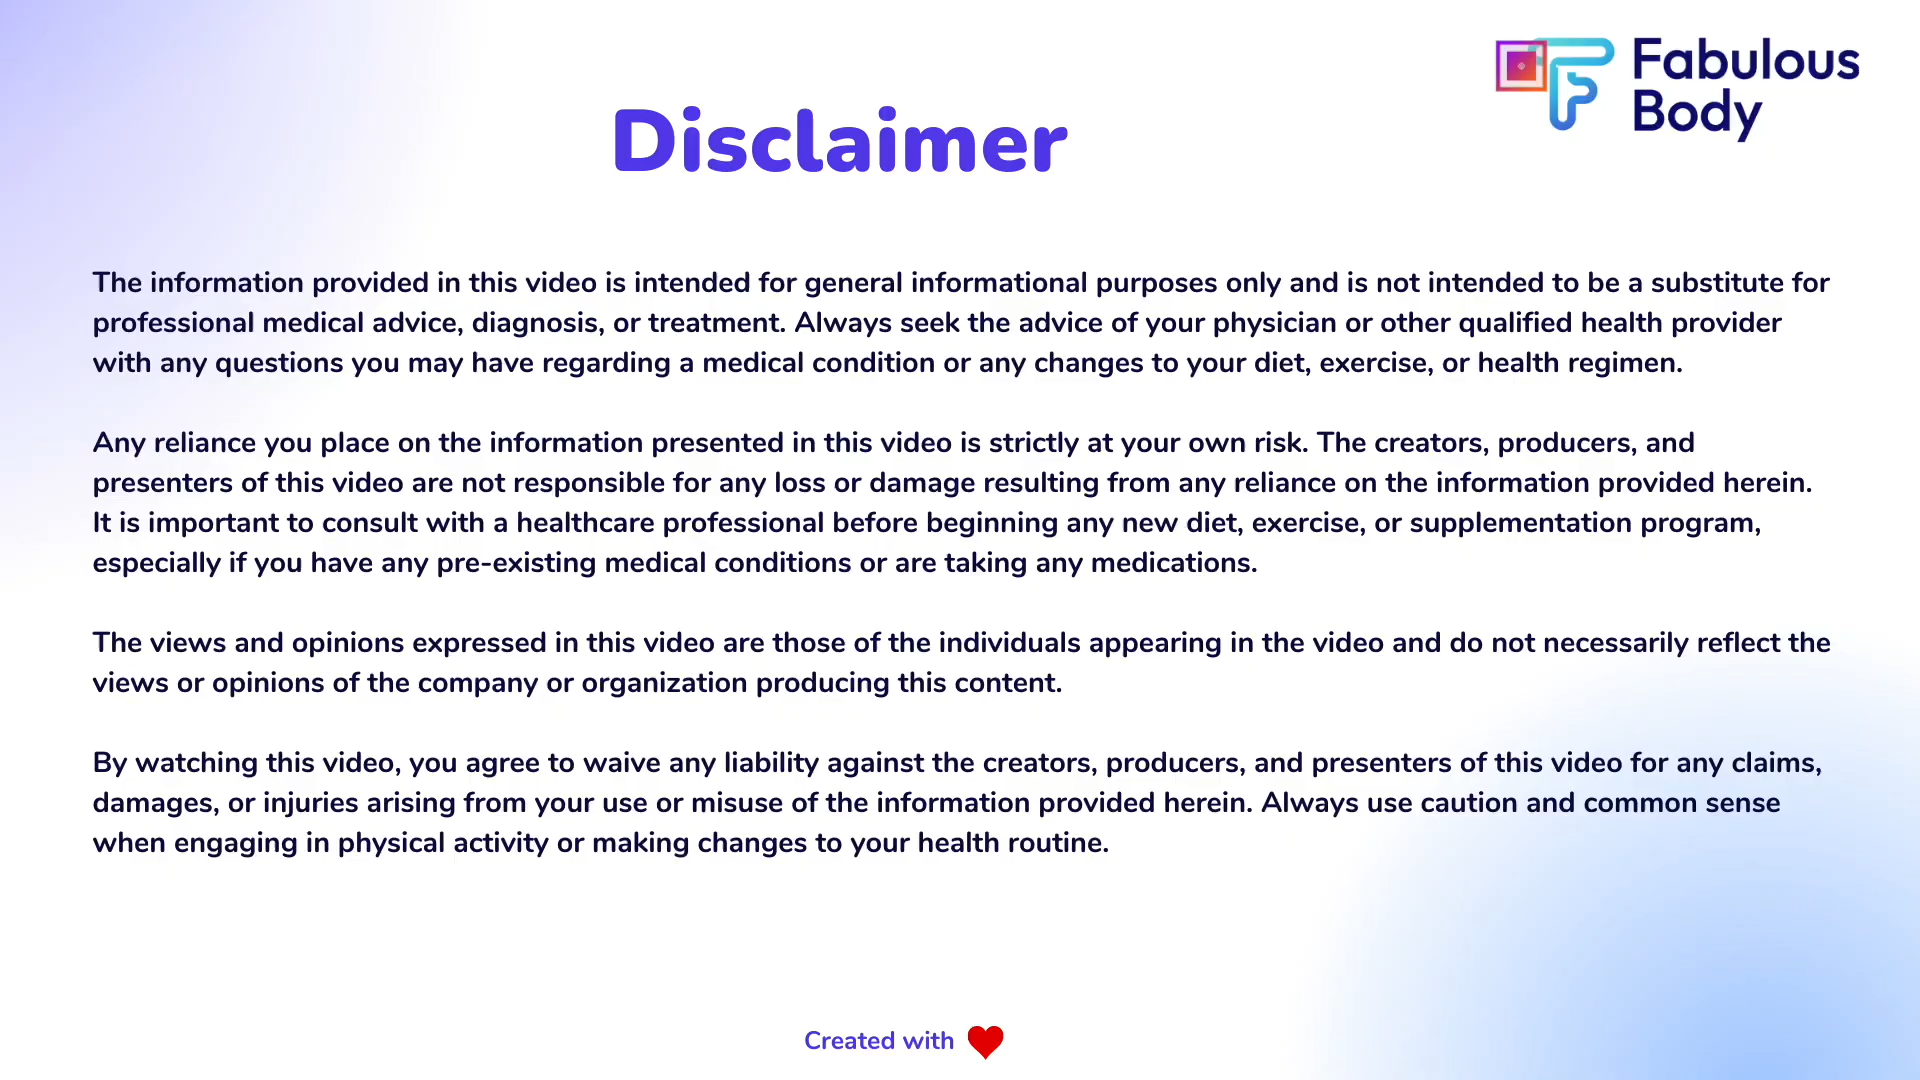 Fabulous
Body
Disclaimer
The information provided in this video is intended for general informational purposes only and is not intended to be a substitute for
professional medical advice, diagnosis, or treatment. Always seek the advice of your physician or other qualified health provider
with any questions you may have regarding a medical condition or any changes to your diet, exercise, or health regimen.
Any reliance you place on the information presented in this video is strictly at your own risk. The creators, producers, and
presenters of this video are not responsible for any loss or damage resulting from any reliance on the information provided herein.
It is important to consult with a healthcare professional before beginning any new diet, exercise, or supplementation program,
especially if you have any pre-existing medical conditions or are taking any medications.
The views and opinions expressed in this video are those of the individuals appearing in the video and do not necessarily reflect the
views or opinions of the company or organization producing this content.
By watching this video, you agree to waive any liability against the creators, producers, and presenters of this video for any claims,
damages, or injuries arising from your use or misuse of the information provided herein. Always use caution and common sense
when engaging in physical activity or making changes to your health routine.
Created with